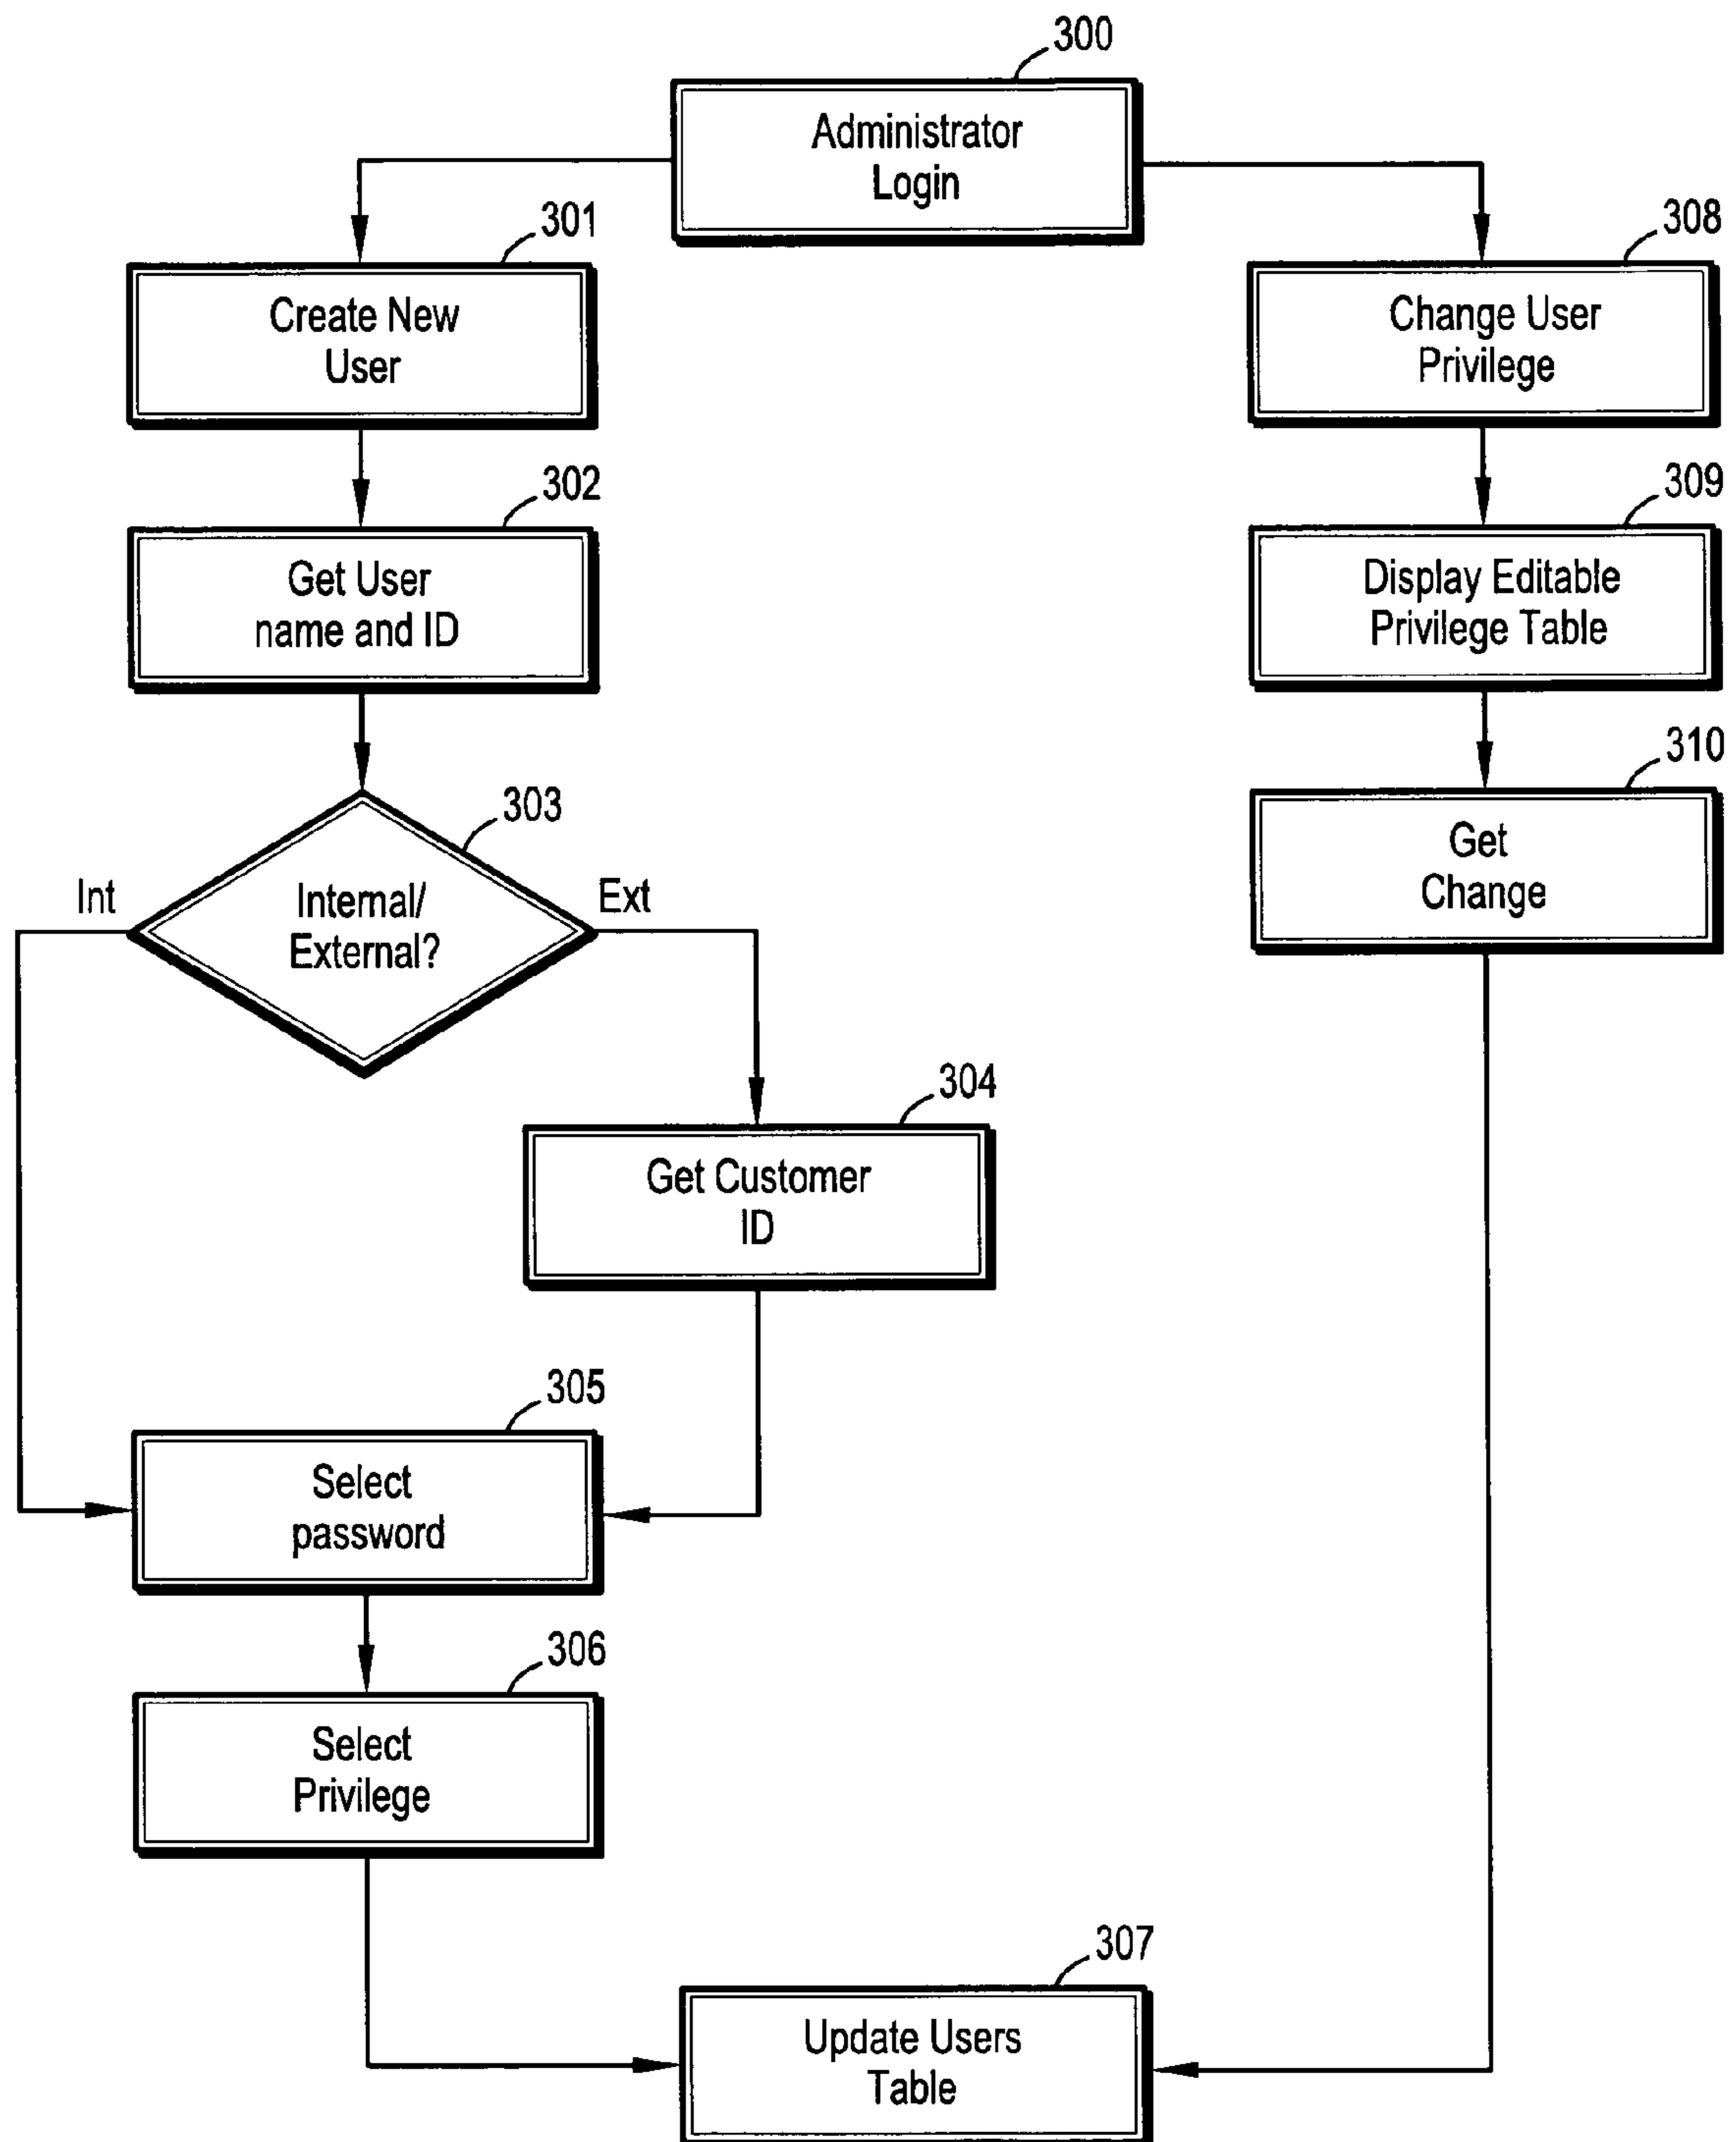 300
Administrator
Login
301
Create New
User
308
Change User
Privilege
302
Get User
name and ID
309
Display Editable
Privilege Table
303
Internal/
External?
Int
Ext
310
Get
Change
304
Get Customer
ID
305
Select
password
306
Select
Privilege
307
Update Users
Table